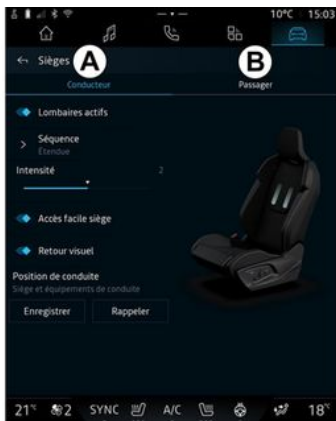 10°C 15:03
Sièges
A
B
Conducteur
Passager
Lombaires actifs
Séquence
Étendue
Intensité 2
Accès facile siège
Retour visuel
Position de conduite
Siège et équipements de conduite
Enregistrer Rappeler
21° 2 SYNC A/C 18°